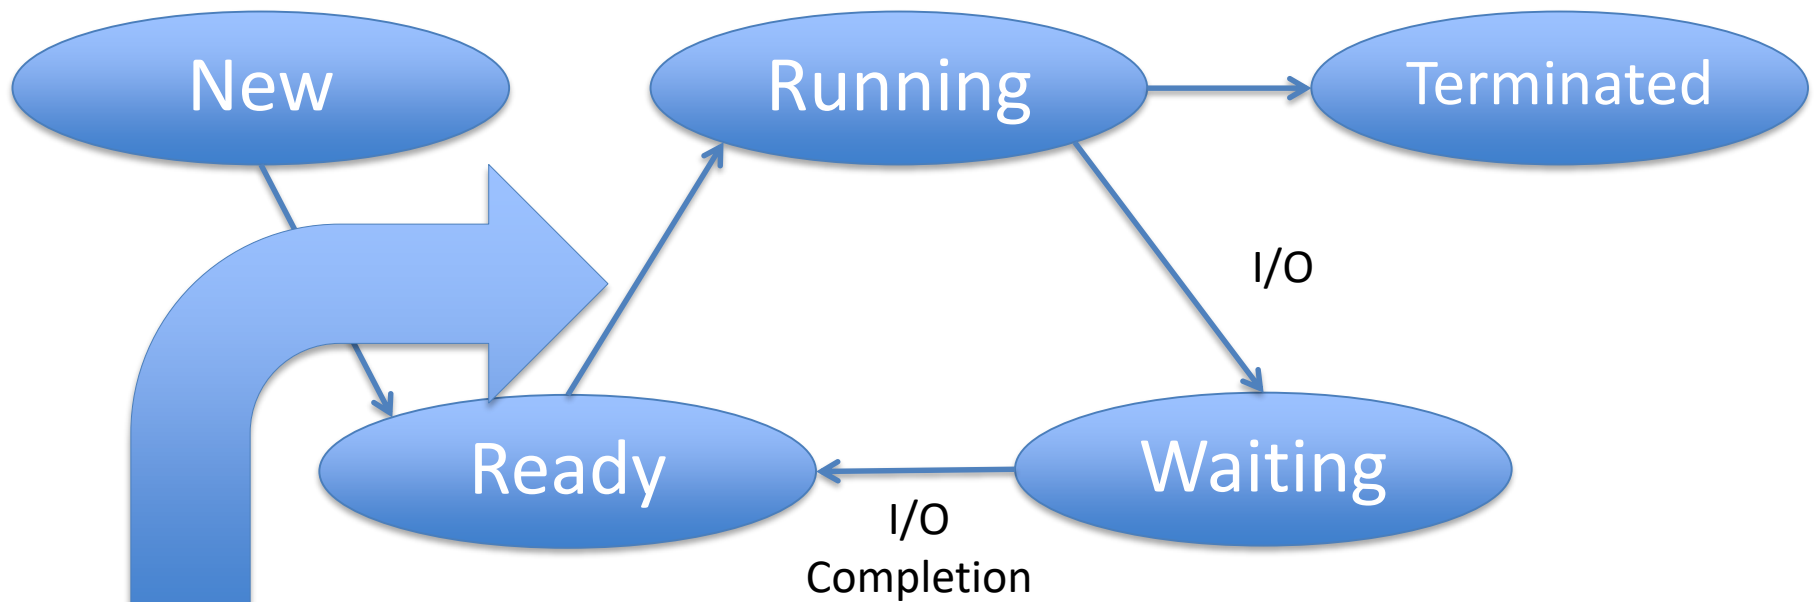 New
Running
Terminated
I/O
Ready
Waiting
I/O
Completion